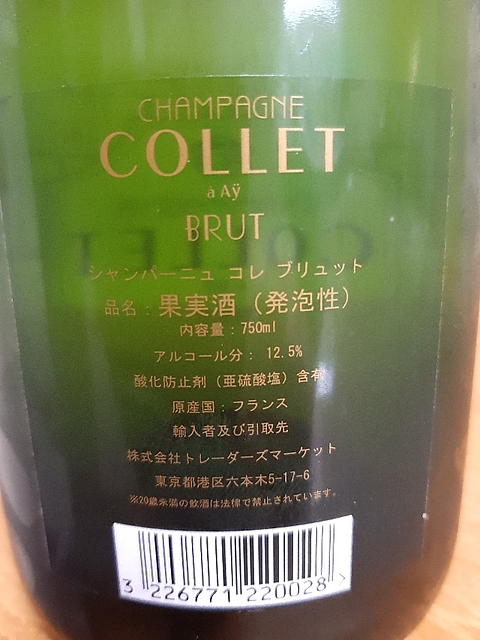 CHAMPAGNE
COLLET
à Aÿ
BRUT
シャンパーニュ コレ ブリュット
品名：果実酒（発泡性）
内容量：750ml
アルコール分： 12.5%
酸化防止剤（亜硫酸塩）含有
原産国：フランス
輸入者及び引取先
株式会社トレーダーズマーケット
東京都港区六本木5-17-6
※20歳未満の飲酒は法律で禁止されています。
3 226771 220028 >